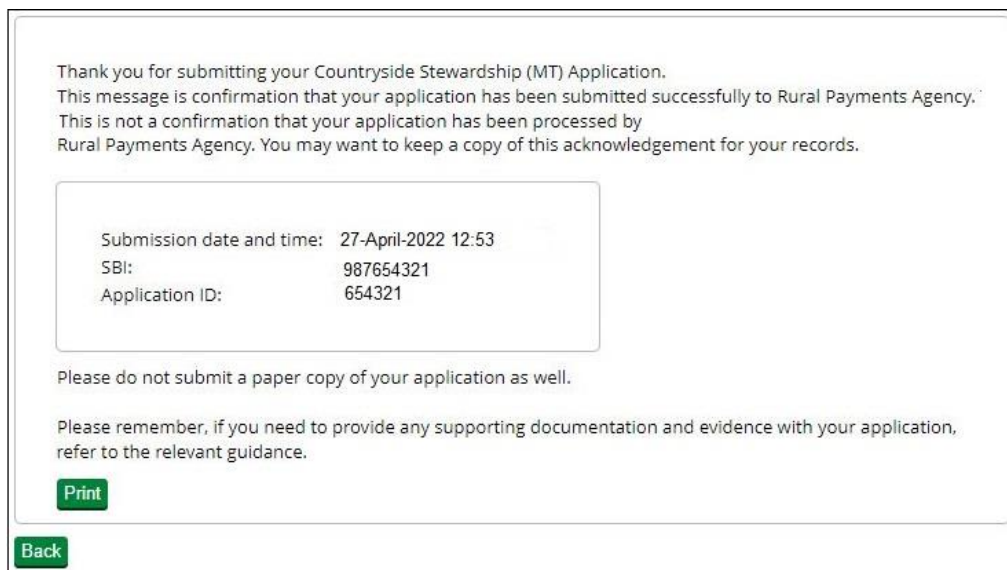 Thank you for submitting your Countryside Stewardship (MT) Application.
This message is confirmation that your application has been submitted successfully to Rural Payments Agency.
This is not a confirmation that your application has been processed by
Rural Payments Agency. You may want to keep a copy of this acknowledgement for your records.
Submission date and time: 27-April-2022 12:53
SBI: 987654321
Application ID: 654321
Please do not submit a paper copy of your application as well.
Please remember, if you need to provide any supporting documentation and evidence with your application,
refer to the relevant guidance.
Print
Back